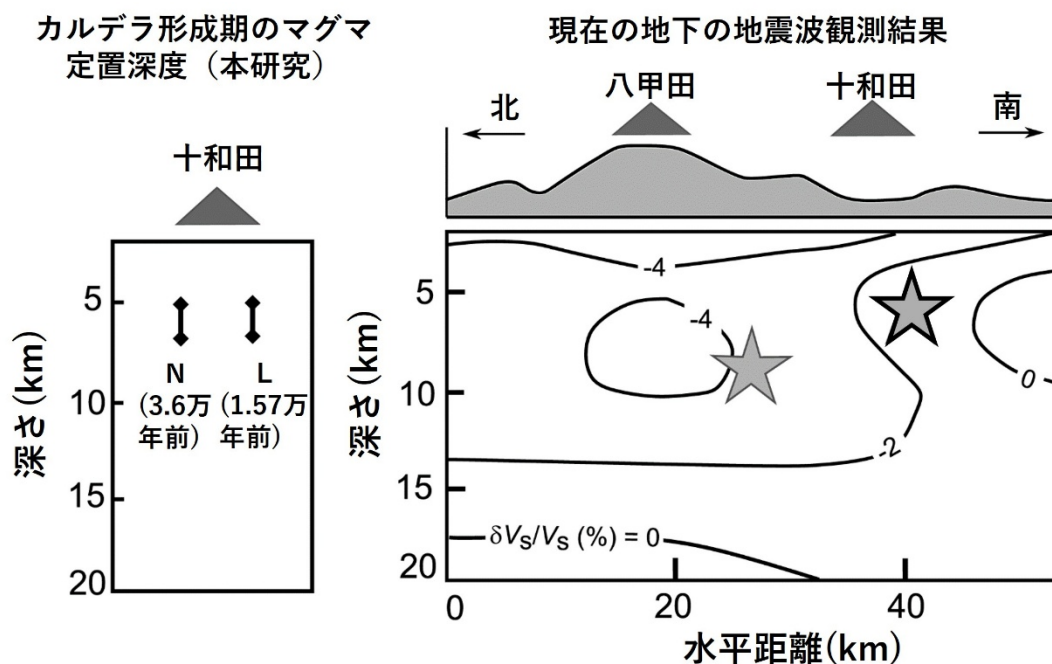 カルデラ形成期のマグマ
定置深度（本研究）
十和田
深さ(km)
5
10
15
20
N
(3.6万
年前)
L
(1.57万
年前)
現在の地下の地震波観測結果
八甲田
十和田
北
南
深さ(km)
5
10
15
20
-4
-4
-2
0
δVs/Vs (%) = 0
0
20
40
水平距離(km)